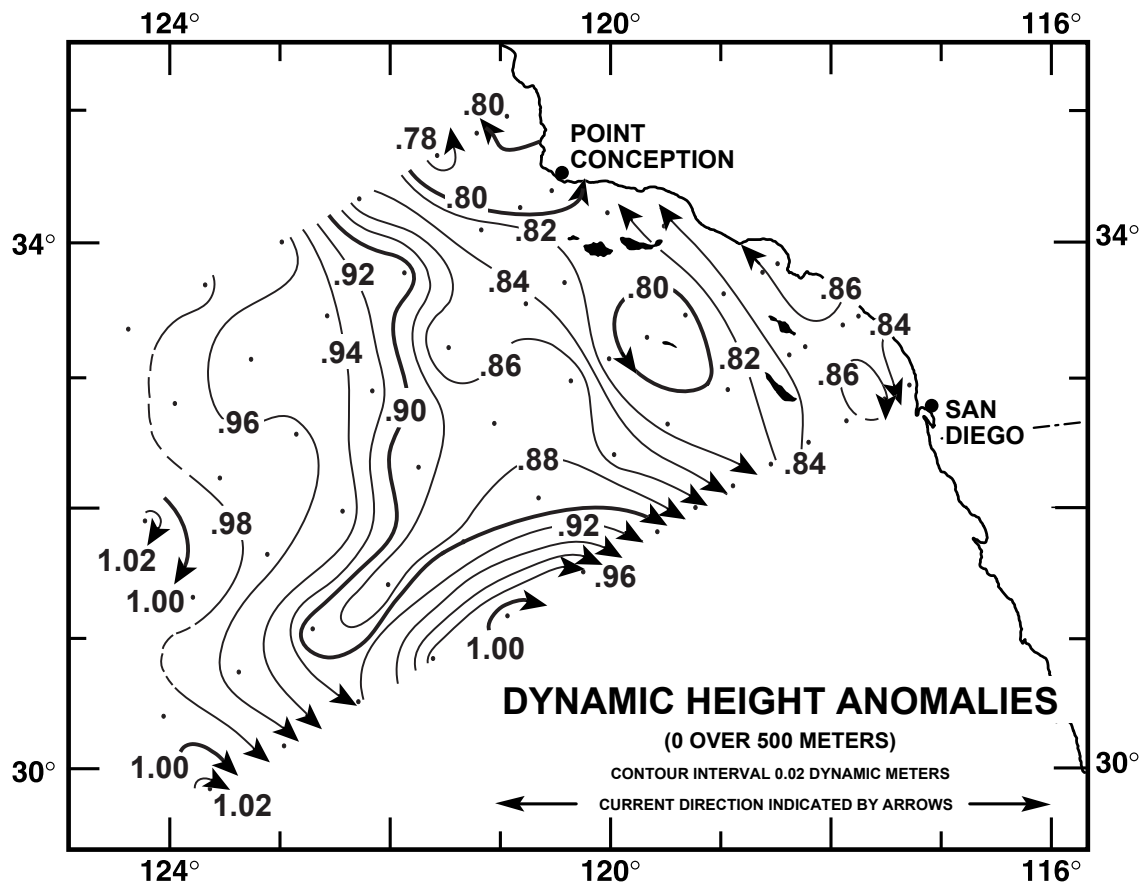 124° 120° 116°
.80
.78
POINT
CONCEPTION
.80
.82
34° 34°
.92
.84
.80
.86
.84
.94
.82
.86
.86
.90
.96
SAN
DIEGO
.88
.84
.98
.92
1.02
.96
1.00
1.00
DYNAMIC HEIGHT ANOMALIES
(0 OVER 500 METERS)
30° 30°
1.00
CONTOUR INTERVAL 0.02 DYNAMIC METERS
1.02
CURRENT DIRECTION INDICATED BY ARROWS
124° 120° 116°